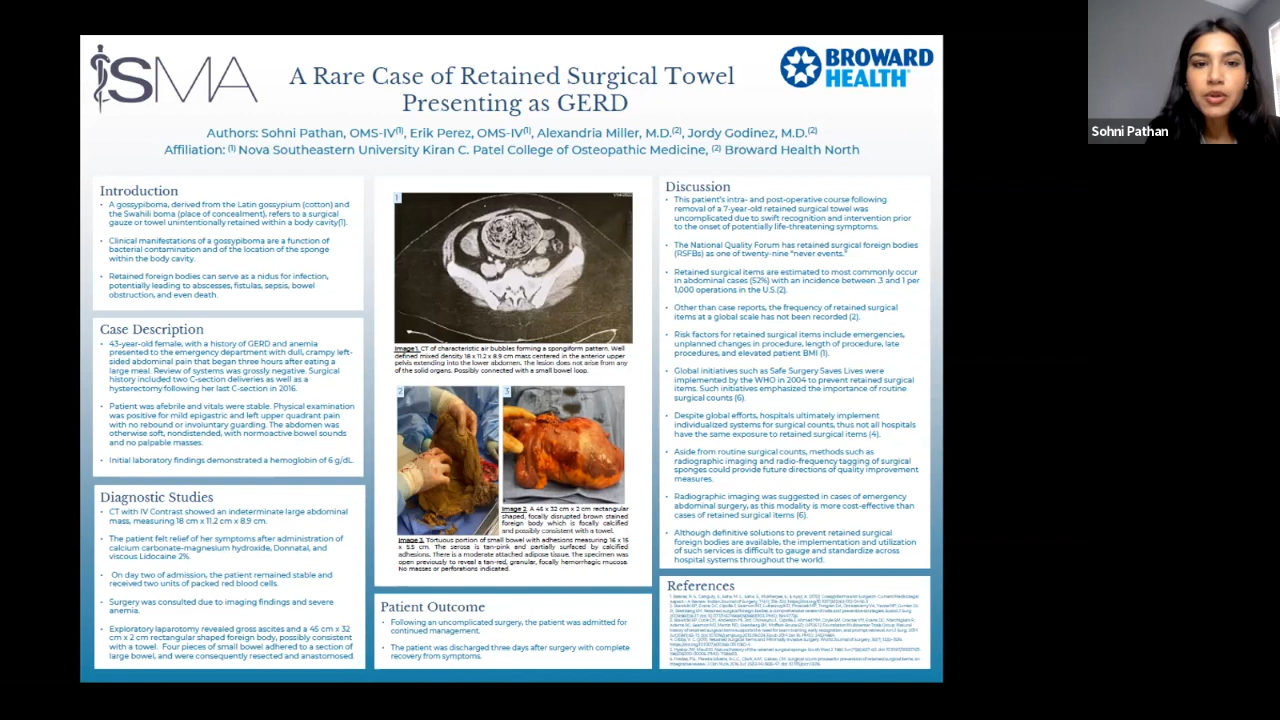 iSMA
A Rare Case of Retained Surgical Towel
Presenting as GERD
BROWARD
HEALTH
Authors: Sohni Pathan, OMS-IV(1), Erik Perez, OMS-IV(1), Alexandria Miller, M.D.(2), Jordy Godinez, M.D.(2)
Affiliation: (1) Nova Southeastern University Kiran C. Patel College of Osteopathic Medicine, (2) Broward Health North
Sohni Pathan
Introduction
• A gossypiboma, derived from the Latin gossypium (cotton) and
the Swahili boma (place of concealment), refers to a surgical
gauze or towel unintentionally retained within a body cavity(1).
• Clinical manifestations of a gossypiboma are a function of
bacterial contamination and of the location of the sponge
within the body cavity.
• Retained foreign bodies can serve as a nidus for infection,
potentially leading to abscesses, fistulas, sepsis, bowel
obstruction, and even death.
Case Description
• 43-year-old female, with a history of GERD and anemia
presented to the emergency department with dull, crampy left-
sided abdominal pain that began three hours after eating a
large meal. Review of systems was grossly negative. Surgical
history included two C-section deliveries as well as a
hysterectomy following her last C-section in 2016.
• Patient was afebrile and vitals were stable. Physical examination
was positive for mild epigastric and left upper quadrant pain
with no rebound or involuntary guarding. The abdomen was
otherwise soft, nondistended, with normoactive bowel sounds
and no palpable masses.
• Initial laboratory findings demonstrated a hemoglobin of 6 g/dL.
Diagnostic Studies
• CT with IV Contrast showed an indeterminate large abdominal
mass, measuring 18 cm x 11.2 cm x 8.9 cm.
• The patient felt relief of her symptoms after administration of
calcium carbonate-magnesium hydroxide, Donnatal, and
viscous Lidocaine 2%.
• On day two of admission, the patient remained stable and
received two units of packed red blood cells.
• Surgery was consulted due to imaging findings and severe
anemia.
• Exploratory laparotomy revealed gross ascites and a 45 cm x 32
cm x 2 cm rectangular shaped foreign body, possibly consistent
with a towel. Four pieces of small bowel adhered to a section of
large bowel, and were consequently resected and anastomosed.
1
Image 1. CT of characteristic air bubbles forming a spongiform pattern. Well
defined mixed density 18 x 11.2 x 8.9 cm mass centered in the anterior upper
pelvis extending into the lower abdomen. The lesion does not arise from any
of the solid organs. Possibly connected with a small bowel loop.
2
3
Image 2. A 45 x 32 cm x 2 cm rectangular
shaped, focally disrupted brown stained
foreign body which is focally calcified
and possibly consistent with a towel.
Image 3. Tortuous portion of small bowel with adhesions measuring 16 x 15
x 5.5 cm. The serosa is tan-pink and partially surfaced by calcified
adhesions. There is a moderate attached adipose tissue. The specimen was
open previously to reveal a tan-red, granular, focally hemorrhagic mucosa.
No masses or perforations indicated.
Patient Outcome
• Following an uncomplicated surgery, the patient was admitted for
continued management.
• The patient was discharged three days after surgery with complete
recovery from symptoms.
Discussion
• This patient's intra- and post-operative course following
removal of a 7-year-old retained surgical towel was
uncomplicated due to swift recognition and intervention prior
to the onset of potentially life-threatening symptoms.
• The National Quality Forum has retained surgical foreign bodies
(RSFBs) as one of twenty-nine "never events."
• Retained surgical items are estimated to most commonly occur
in abdominal cases (52%) with an incidence between .3 and 1 per
1,000 operations in the U.S.(2).
• Other than case reports, the frequency of retained surgical
items at a global scale has not been recorded (2).
• Risk factors for retained surgical items include emergencies,
unplanned changes in procedure, length of procedure, late
procedures, and elevated patient BMI (1).
• Global initiatives such as Safe Surgery Saves Lives were
implemented by the WHO in 2004 to prevent retained surgical
items. Such initiatives emphasized the importance of routine
surgical counts (6).
• Despite global efforts, hospitals ultimately implement
individualized systems for surgical counts, thus not all hospitals
have the same exposure to retained surgical items (4).
• Aside from routine surgical counts, methods such as
radiographic imaging and radio-frequency tagging of surgical
sponges could provide future directions of quality improvement
measures.
• Radiographic imaging was suggested in cases of emergency
abdominal surgery, as this modality is more cost-effective than
cases of retained surgical items (6).
• Although definitive solutions to prevent retained surgical
foreign bodies are available, the implementation and utilization
of such services is difficult to gauge and standardize across
hospital systems throughout the world.
References